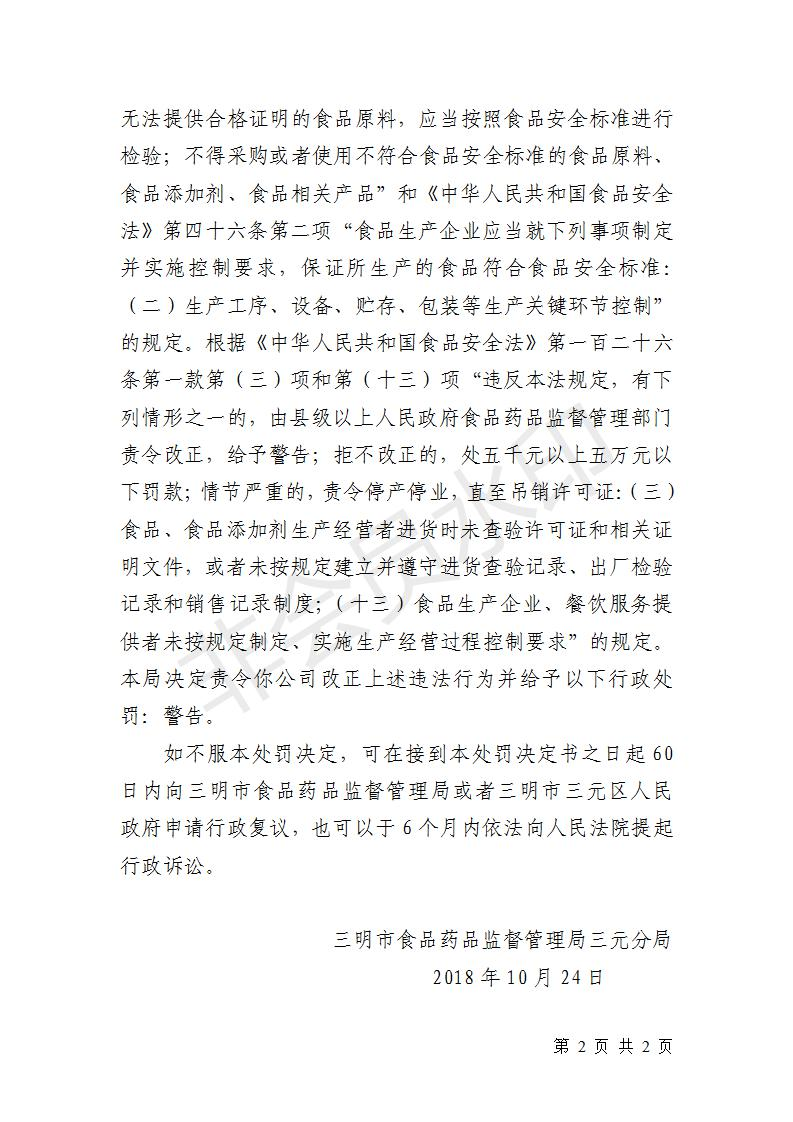 无法提供合格证明的食品原料，应当按照食品安全标准进行
检验；不得采购或者使用不符合食品安全标准的食品原料、
食品添加剂、食品相关产品”和《中华人民共和国食品安全
法》第四十六条第二项“食品生产企业应当就下列事项制定
并实施控制要求，保证所生产的食品符合食品安全标准：
（二）生产工序、设备、贮存、包装等生产关键环节控制”
的规定。根据《中华人民共和国食品安全法》第一百二十六
条第一款第（三）项和第（十三）项“违反本法规定，有下
列情形之一的，由县级以上人民政府食品药品监督管理部门
责令改正，给予警告；拒不改正的，处五千元以上五万元以
下罚款；情节严重的，责令停产停业，直至吊销许可证：（三）
食品、食品添加剂生产经营者进货时未查验许可证和相关证
明文件，或者未按规定建立并遵守进货查验记录、出厂检验
记录和销售记录制度；（十三）食品生产企业、餐饮服务提
供者未按规定制定、实施生产经营过程控制要求”的规定。
本局决定责令你公司改正上述违法行为并给予以下行政处
罚：警告。
如不服本处罚决定，可在接到本处罚决定书之日起 60
日内向三明市食品药品监督管理局或者三明市三元区人民
政府申请行政复议，也可以于 6 个月内依法向人民法院提起
行政诉讼。
三明市食品药品监督管理局三元分局
2018 年 10 月 24 日
第 2 页 共 2 页
非会员水印